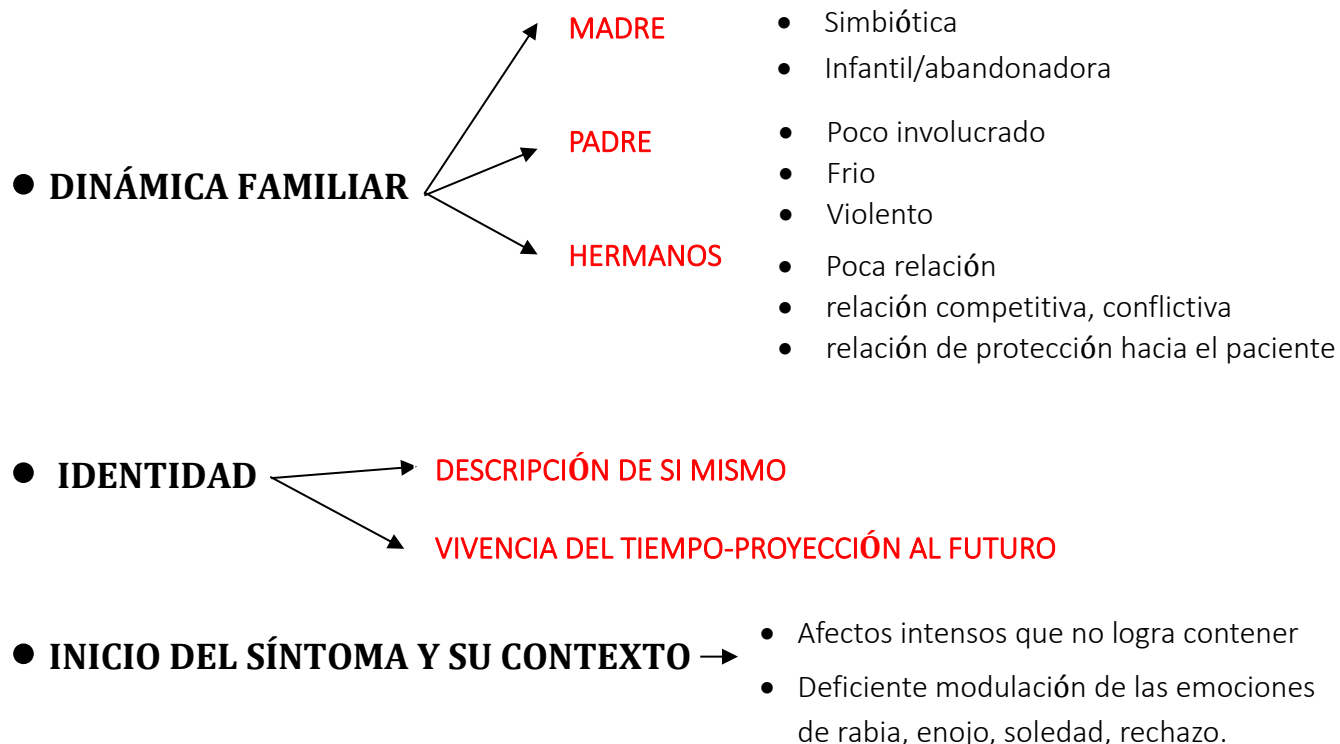 MADRE
• Simbiótica
• Infantil/abandonadora
• DINÁMICA FAMILIAR
PADRE
• Poco involucrado
• Frio
• Violento
HERMANOS
• Poca relación
• relación competitiva, conflictiva
• relación de protección hacia el paciente
• IDENTIDAD
DESCRIPCIÓN DE SI MISMO
VIVENCIA DEL TIEMPO-PROYECCIÓN AL FUTURO
• INICIO DEL SÍNTOMA Y SU CONTEXTO
• Afectos intensos que no logra contener
• Deficiente modulación de las emociones
de rabia, enojo, soledad, rechazo.